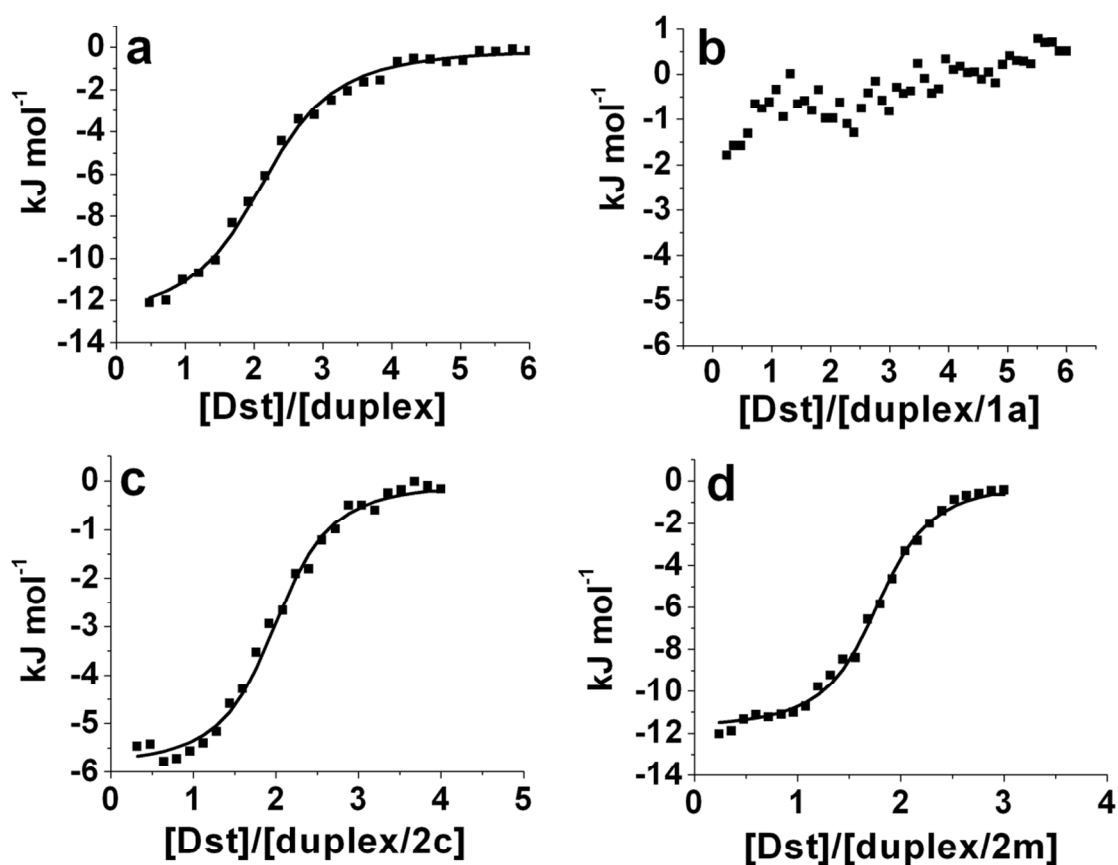 a
0
-2
-4
-6
-8
-10
-12
-14
kJ mol⁻¹
0 1 2 3 4 5 6
[Dst]/[duplex]
b
1
0
-1
-2
-3
-4
-5
-6
kJ mol⁻¹
0 1 2 3 4 5 6
[Dst]/[duplex/1a]
c
0
-1
-2
-3
-4
-5
-6
kJ mol⁻¹
0 1 2 3 4 5
[Dst]/[duplex/2c]
d
0
-2
-4
-6
-8
-10
-12
-14
kJ mol⁻¹
0 1 2 3 4
[Dst]/[duplex/2m]